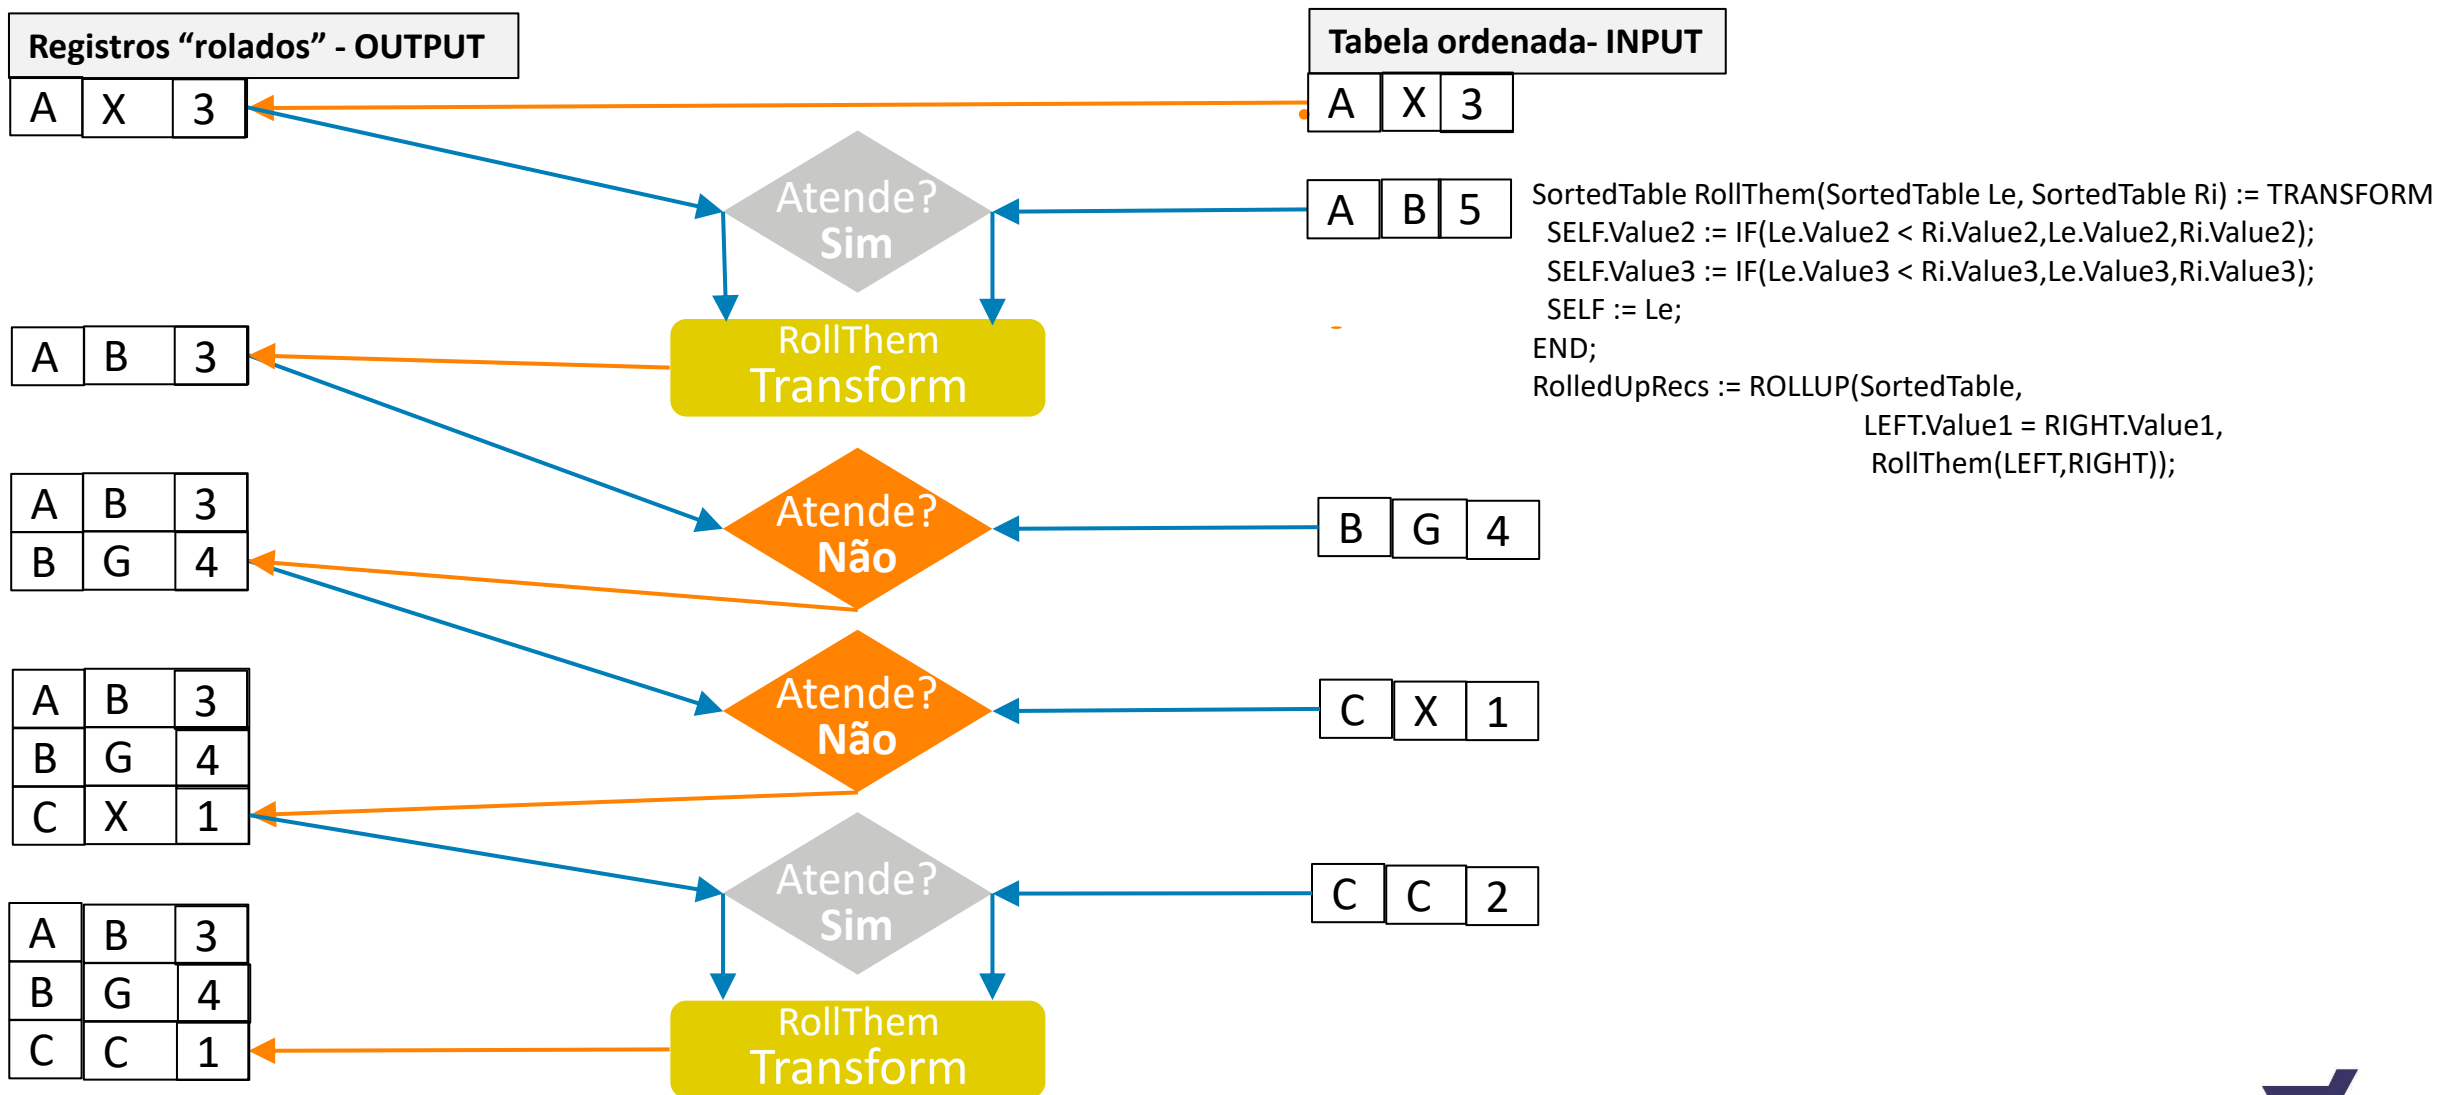 Registros “rolados” - OUTPUT
Tabela ordenada- INPUT
A X 3
A X 3
Atende?
Sim
A B 5
SortedTable RollThem(SortedTable Le, SortedTable Ri) := TRANSFORM
SELF.Value2 := IF(Le.Value2 < Ri.Value2,Le.Value2,Ri.Value2);
SELF.Value3 := IF(Le.Value3 < Ri.Value3,Le.Value3,Ri.Value3);
SELF := Le;
END;
RolledUpRecs := ROLLUP(SortedTable,
LEFT.Value1 = RIGHT.Value1,
RollThem(LEFT,RIGHT));
A B 3
RollThem
Transform
A B 3
B G 4
Atende?
Não
B G 4
A B 3
B G 4
C X 1
Atende?
Não
C X 1
Atende?
Sim
C C 2
A B 3
B G 4
C C 1
RollThem
Transform